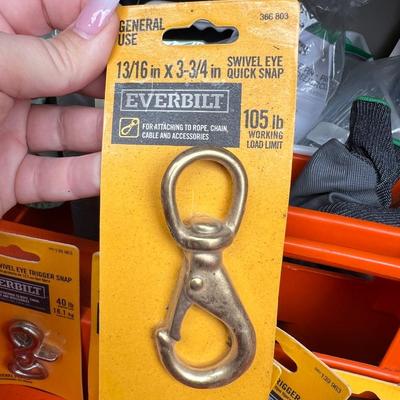 GENERAL
USE
366 803
13/16 in x 3-3/4 in
SWIVEL EYE
QUICK SNAP
EVERBILT
FOR ATTACHING TO ROPE, CHAIN,
CABLE AND ACCESSORIES
105 lb
WORKING
LOAD LIMIT
SWIVEL EYE TRIGGER SNAP
EVERBILT
40 lb
18.1 kg
TRIGGER